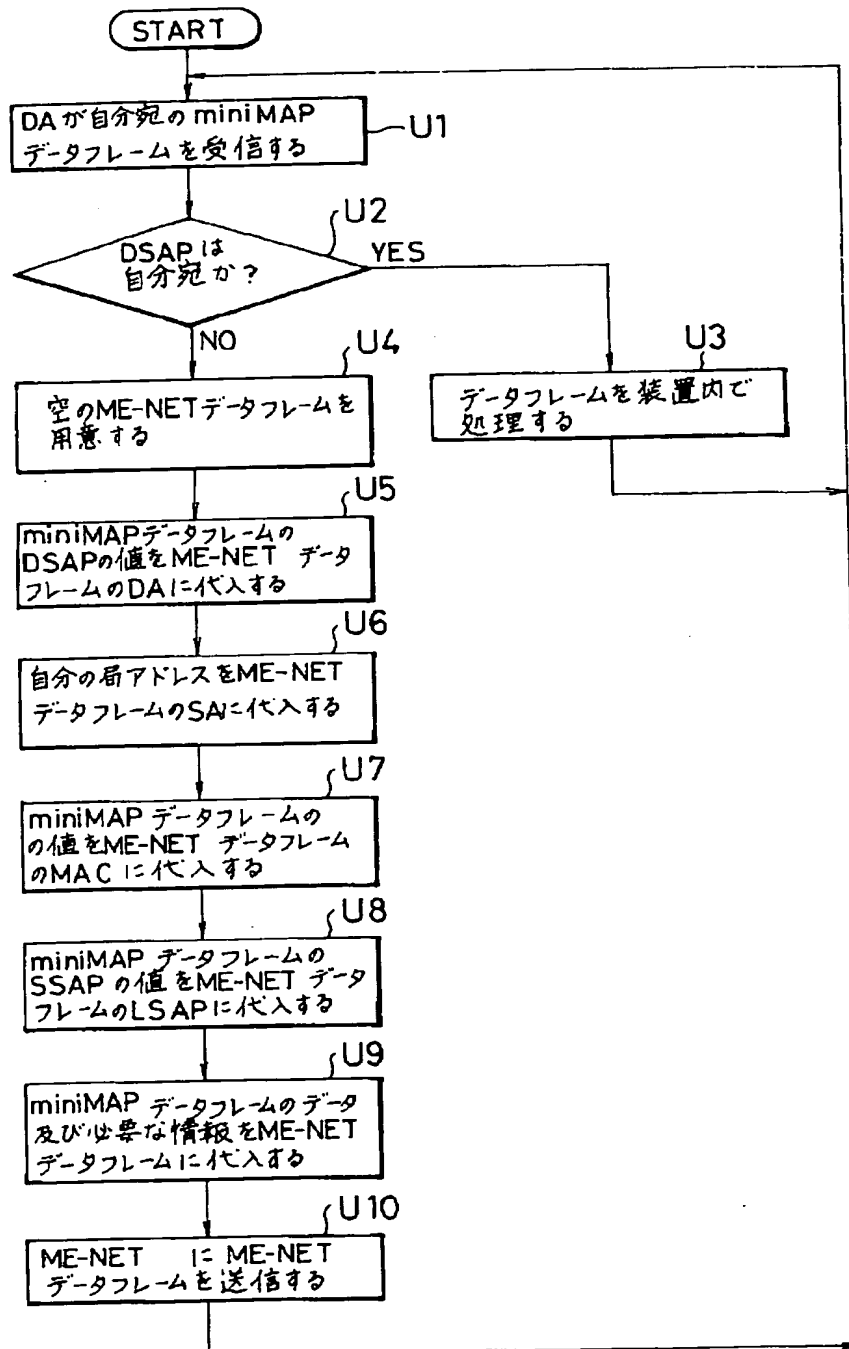 START
DAが自分宛のminiMAP
データフレームを受信する
U1
U2
DSAPは
自分宛か?
YES
NO
U3
データフレームを装置内で
処理する
U4
空のME-NETデータフレームを
用意する
U5
miniMAPデータフレームの
DSAPの値をME-NET データ
フレームのDAに代入する
U6
自分の局アドレスをME-NET
データフレームのSAに代入する
U7
miniMAP データフレームの
の値をME-NET データフレーム
のMACに代入する
U8
miniMAP データフレームの
SSAPの値をME-NET データ
フレームのLSAPに代入する
U9
miniMAP データフレームのデータ
及び必要な情報をME-NET
データフレームに代入する
U10
ME-NET に ME-NET
データフレームを送信する